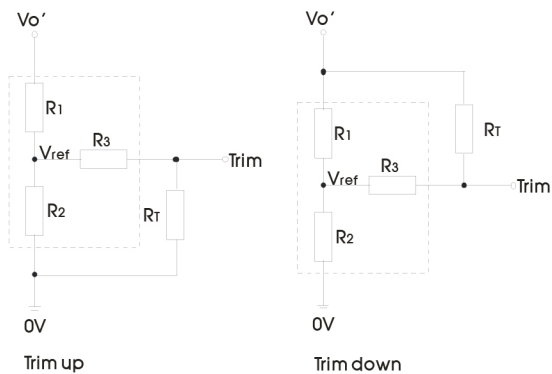 Vo'
R1
Vref
R3
Trim
R2
RT
0V
Trim up
Vo'
R1
RT
Vref
R3
Trim
R2
0V
Trim down